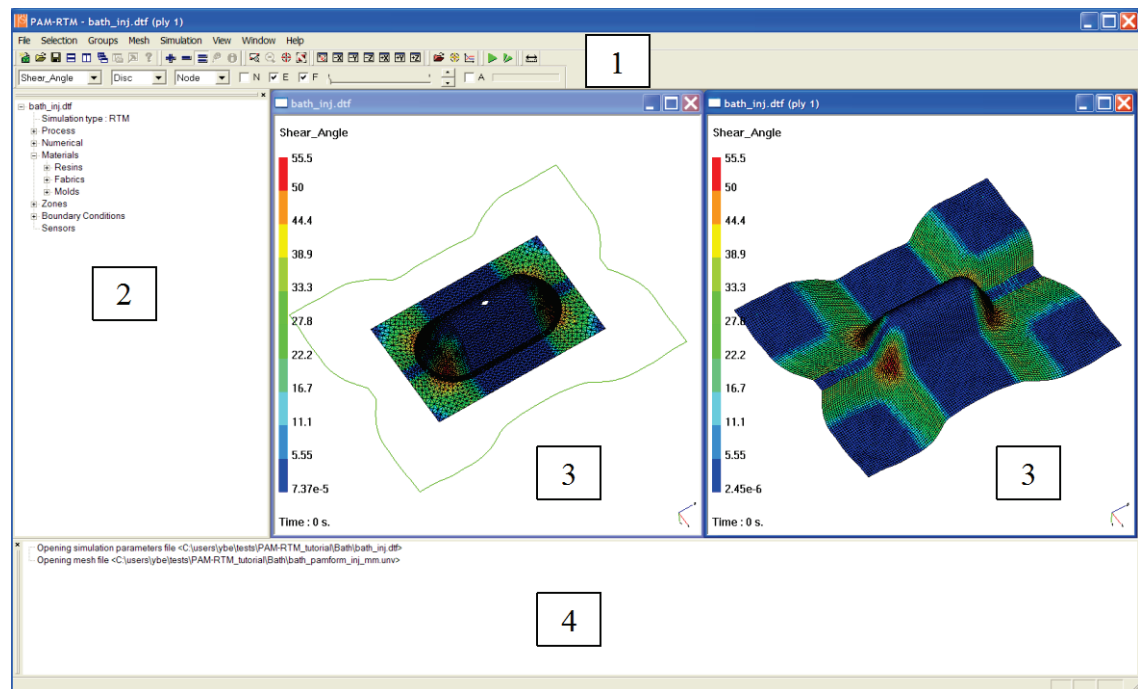 PAM-RTM - bath_inj.dtf (ply 1)
File Selection Groups Mesh Simulation View Window Help
1
Shear_Angle Disc Node N E F A
bath_inj.dtf
Simulation type : RTM
Process
Numerical
Materials
Resins
Fabrics
Molds
Zones
Boundary Conditions
Sensors
2
bath_inj.dtf
Shear_Angle
55.5
50
44.4
38.9
33.3
27.8
22.2
16.7
11.1
5.55
7.37e-5
Time : 0 s.
3
bath_inj.dtf (ply 1)
Shear_Angle
55.5
50
44.4
38.9
33.3
27.8
22.2
16.7
11.1
5.55
2.45e-6
Time : 0 s.
3
Opening simulation parameters file <C:\users\ybe\tests\PAM-RTM_tutorial\Bath\bath_inj.dtf>
Opening mesh file <C:\users\ybe\tests\PAM-RTM_tutorial\Bath\bath_pamform_inj_mm.unv>
4